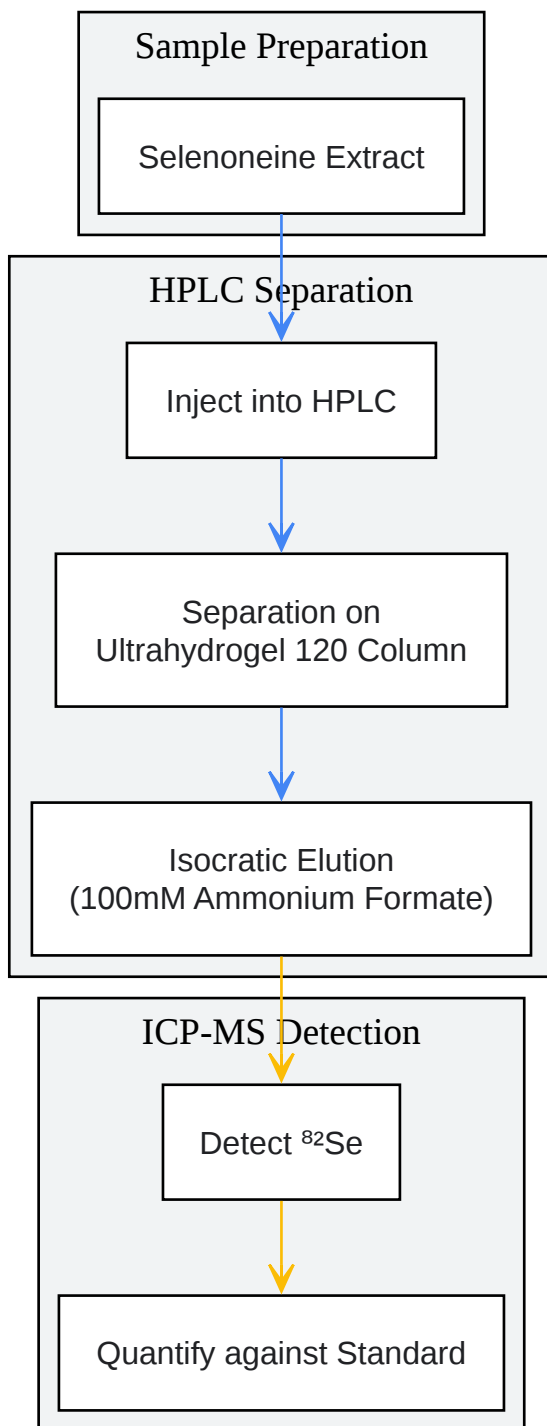 Sample Preparation
Selenoneine Extract
HPLC Separation
Inject into HPLC
Separation on
Ultrahydrogel 120 Column
Isocratic Elution
(100mM Ammonium Formate)
ICP-MS Detection
Detect ⁸²Se
Quantify against Standard